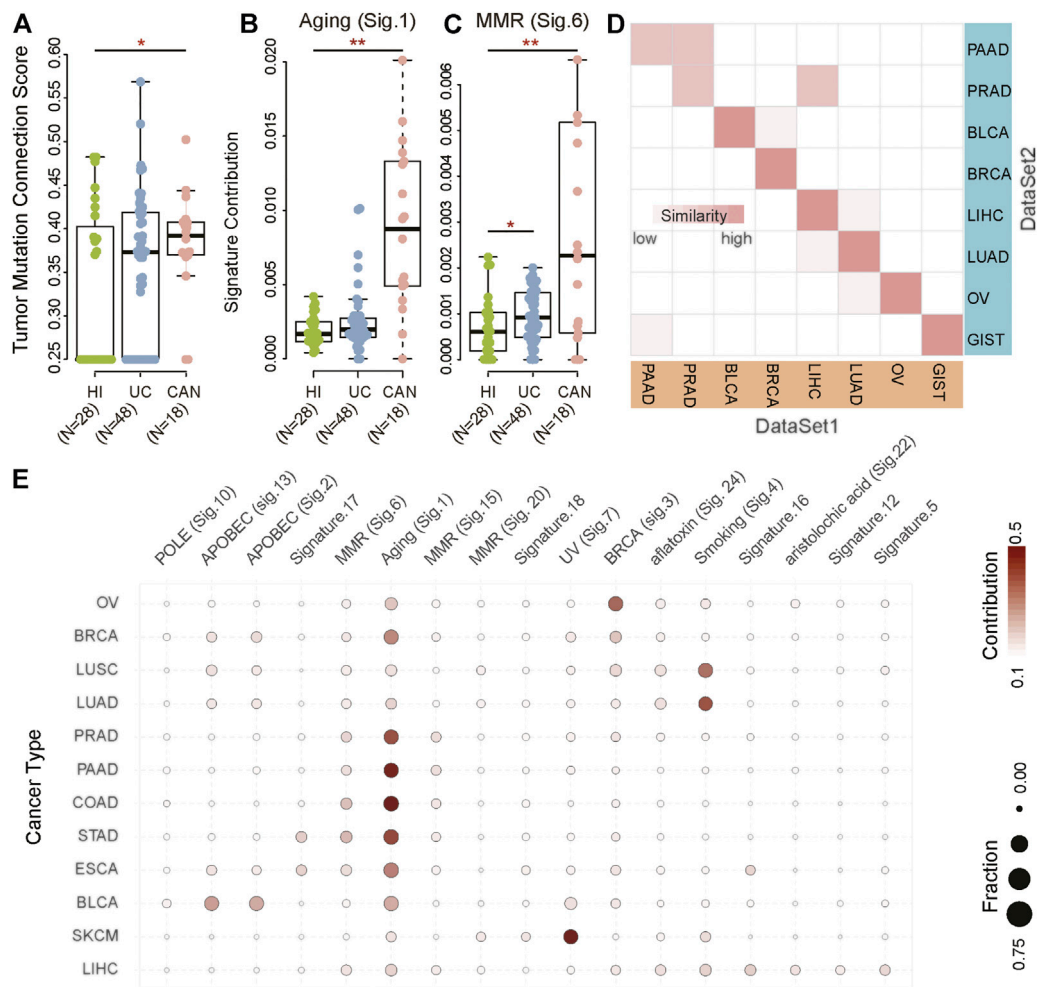 A
Tumor Mutation Connection Score
0.25 0.30 0.35 0.40 0.45 0.50 0.55 0.60
*
HI UC CAN
(N=28) (N=48) (N=18)
B
Aging (Sig.1)
Signature Contribution
0.000 0.005 0.010 0.015 0.020
**
HI UC CAN
(N=28) (N=48) (N=18)
C
MMR (Sig.6)
0.000 0.001 0.002 0.003 0.004 0.005 0.006
**
*
HI UC CAN
(N=28) (N=48) (N=18)
D
PAAD
PRAD
BLCA
BRCA
LIHC
LUAD
OV
GIST
DataSet2
Similarity
low high
PAAD PRAD BLCA BRCA LIHC LUAD OV GIST
DataSet1
E
POLE (Sig.10)
APOBEC (sig.13)
APOBEC (Sig.2)
Signature.17
MMR (Sig.6)
Aging (Sig.1)
MMR (Sig.15)
MMR (Sig. 20)
Signature.18
UV (Sig.7)
BRCA (sig.3)
aflatoxin (Sig. 24)
Smoking (Sig.4)
Signature.16
aristolochic acid (Sig.22)
Signature.12
Signature.5
Cancer Type
OV
BRCA
LUSC
LUAD
PRAD
PAAD
COAD
STAD
ESCA
BLCA
SKCM
LIHC
Contribution
0.1 0.5
Fraction
0.75 0.00